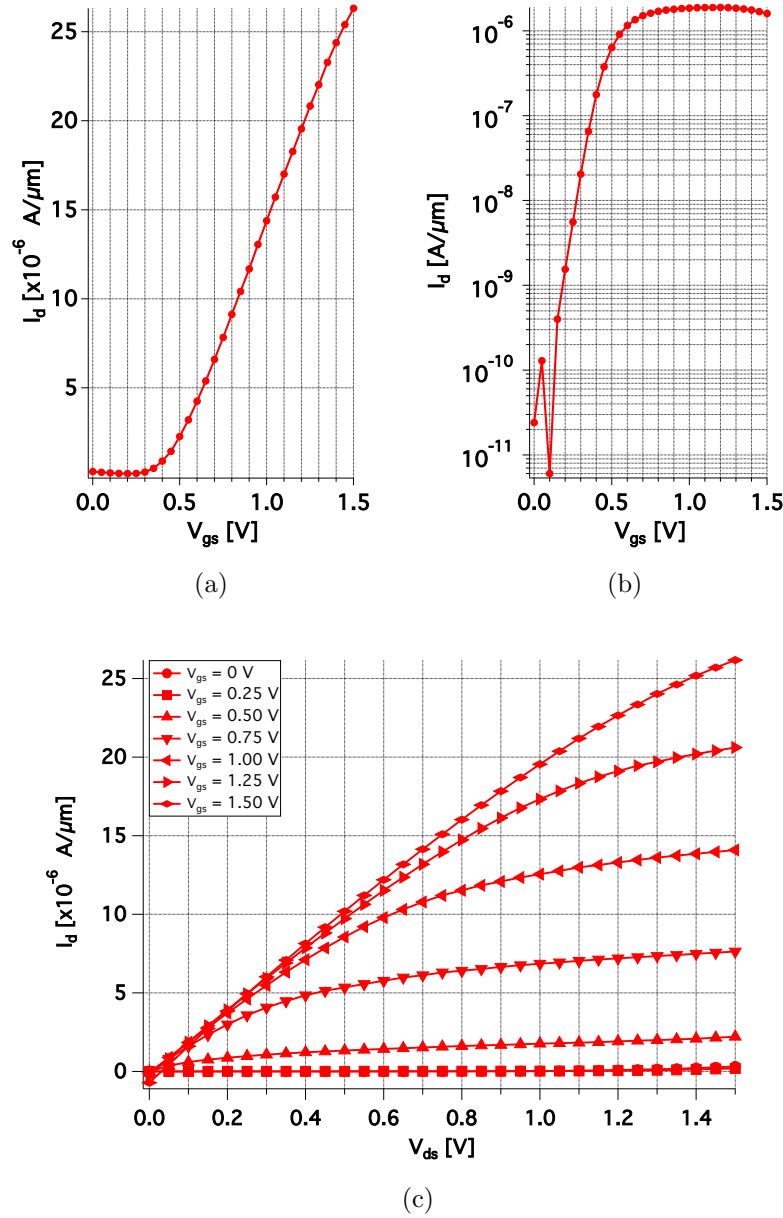 25
20
15
10
5
I_d [x10^-6 A/μm]
0.0 0.5 1.0 1.5
V_gs [V]
(a)
10^-6
10^-7
10^-8
10^-9
10^-10
10^-11
I_d [A/μm]
0.0 0.5 1.0 1.5
V_gs [V]
(b)
V_gs = 0 V
V_gs = 0.25 V
V_gs = 0.50 V
V_gs = 0.75 V
V_gs = 1.00 V
V_gs = 1.25 V
V_gs = 1.50 V
25
20
15
10
5
0
I_d [x10^-6 A/μm]
0.0 0.2 0.4 0.6 0.8 1.0 1.2 1.4
V_ds [V]
(c)